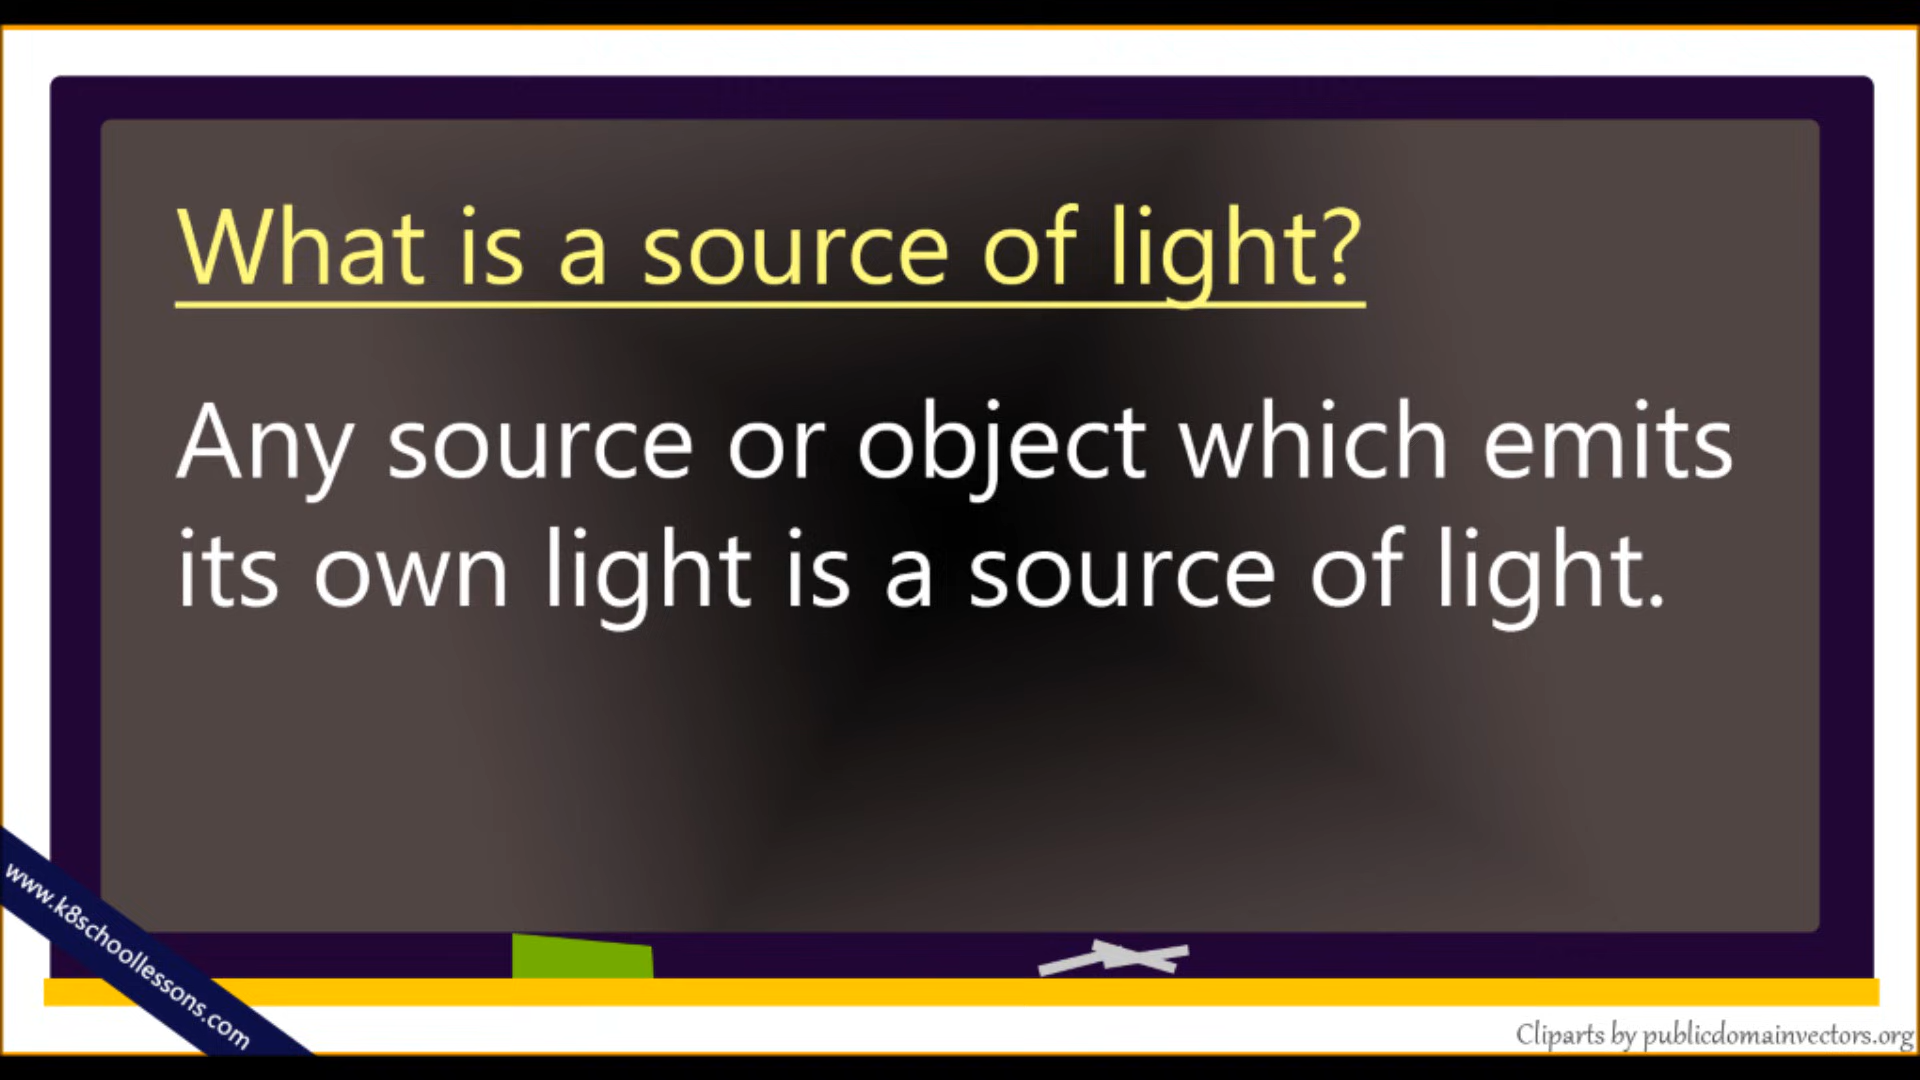 What is a source of light?
Any source or object which emits
its own light is a source of light.
www.k8schoollessons.com
Cliparts by publicdomainvectors.org